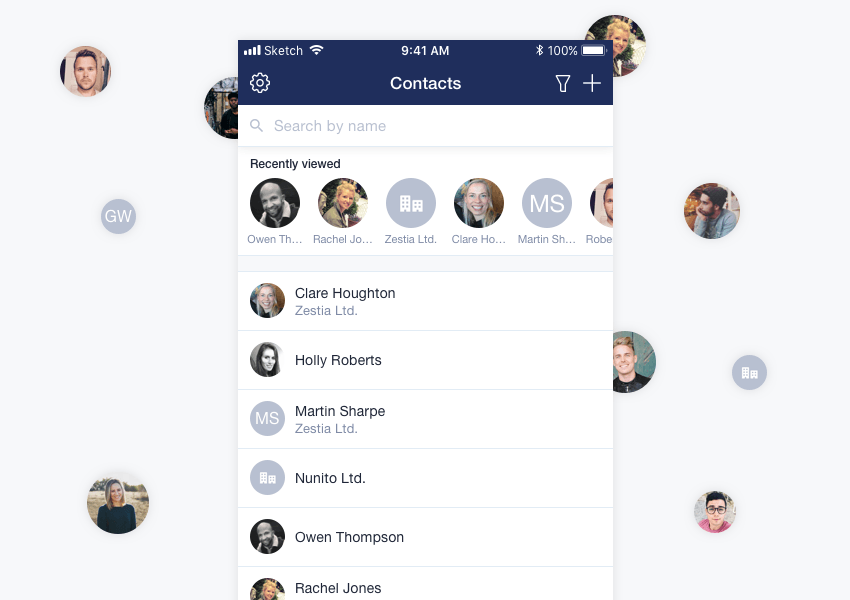 Sketch 9:41 AM 100%
Contacts
Search by name
Recently viewed
GW
MS
Owen Th... Rachel Jo... Zestia Ltd. Clare Ho... Martin Sh... Robe
Clare Houghton
Zestia Ltd.
Holly Roberts
MS
Martin Sharpe
Zestia Ltd.
Nunito Ltd.
Owen Thompson
Rachel Jones